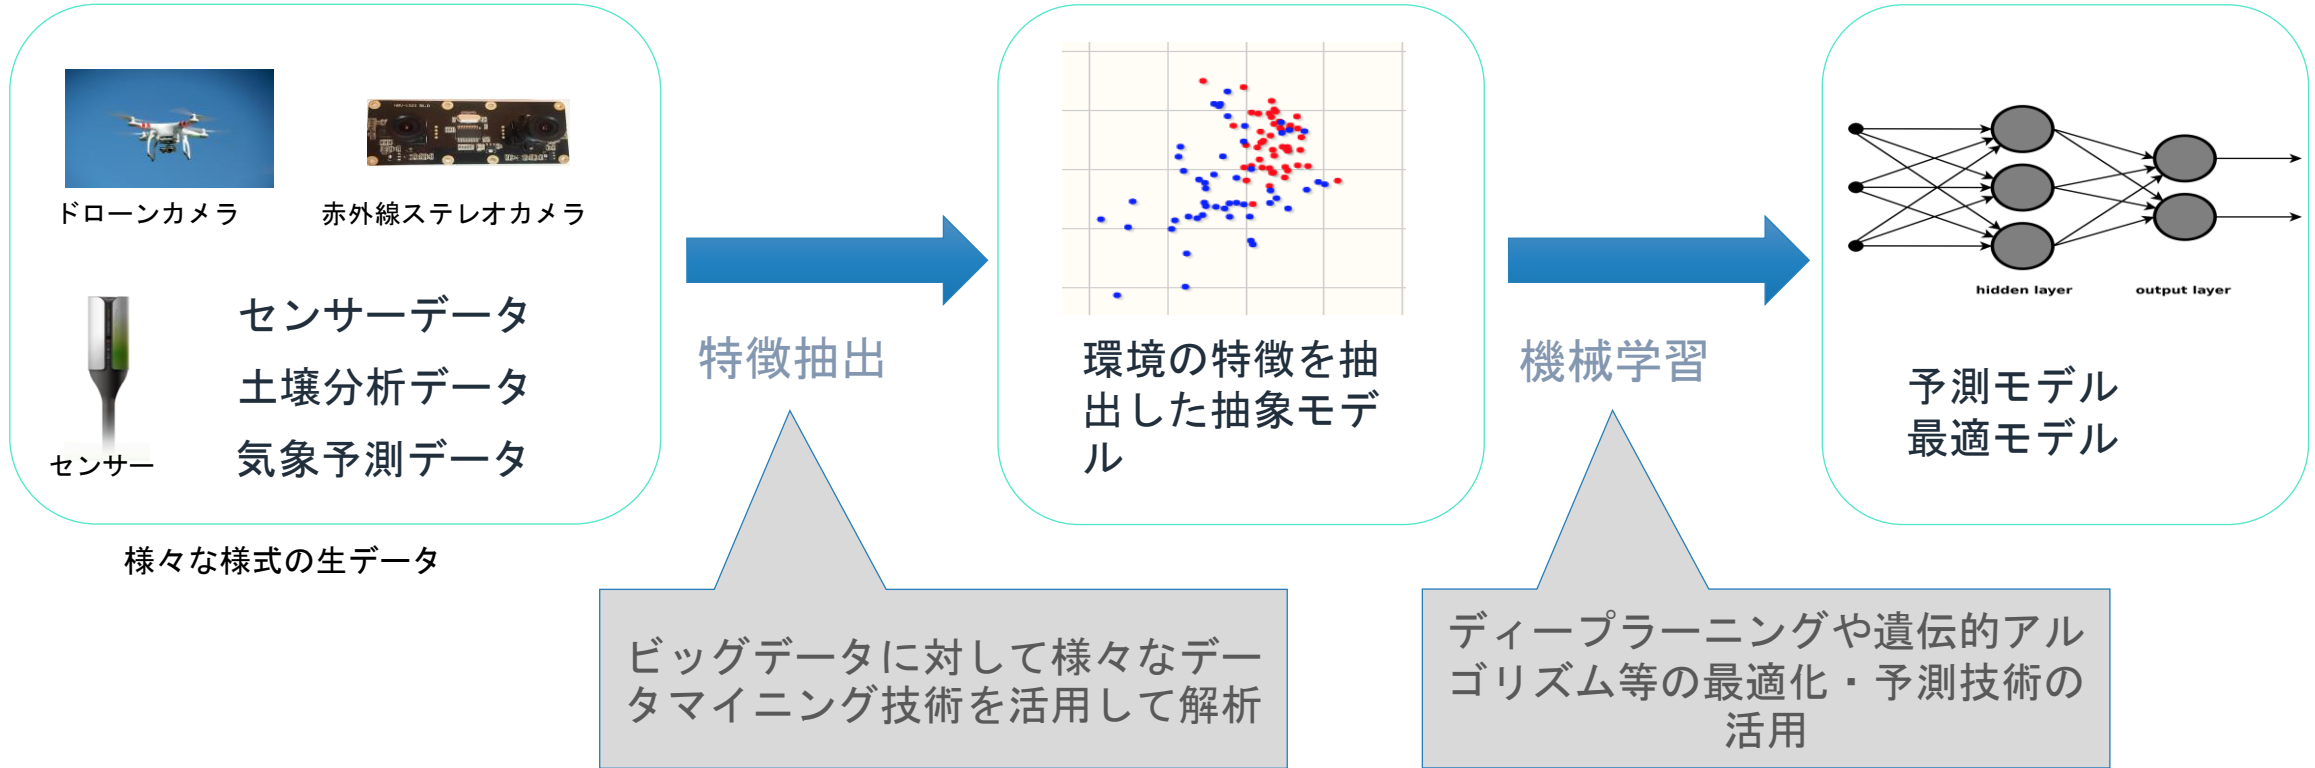 ドローンカメラ
赤外線ステレオカメラ
センサーデータ
土壌分析データ
気象予測データ
センサー
様々な様式の生データ
特徴抽出
ビッグデータに対して様々なデー
タマイニング技術を活用して解析
環境の特徴を抽
出した抽象モデ
ル
機械学習
ディープラーニングや遺伝的アル
ゴリズム等の最適化・予測技術の
活用
hidden layer
output layer
予測モデル
最適モデル